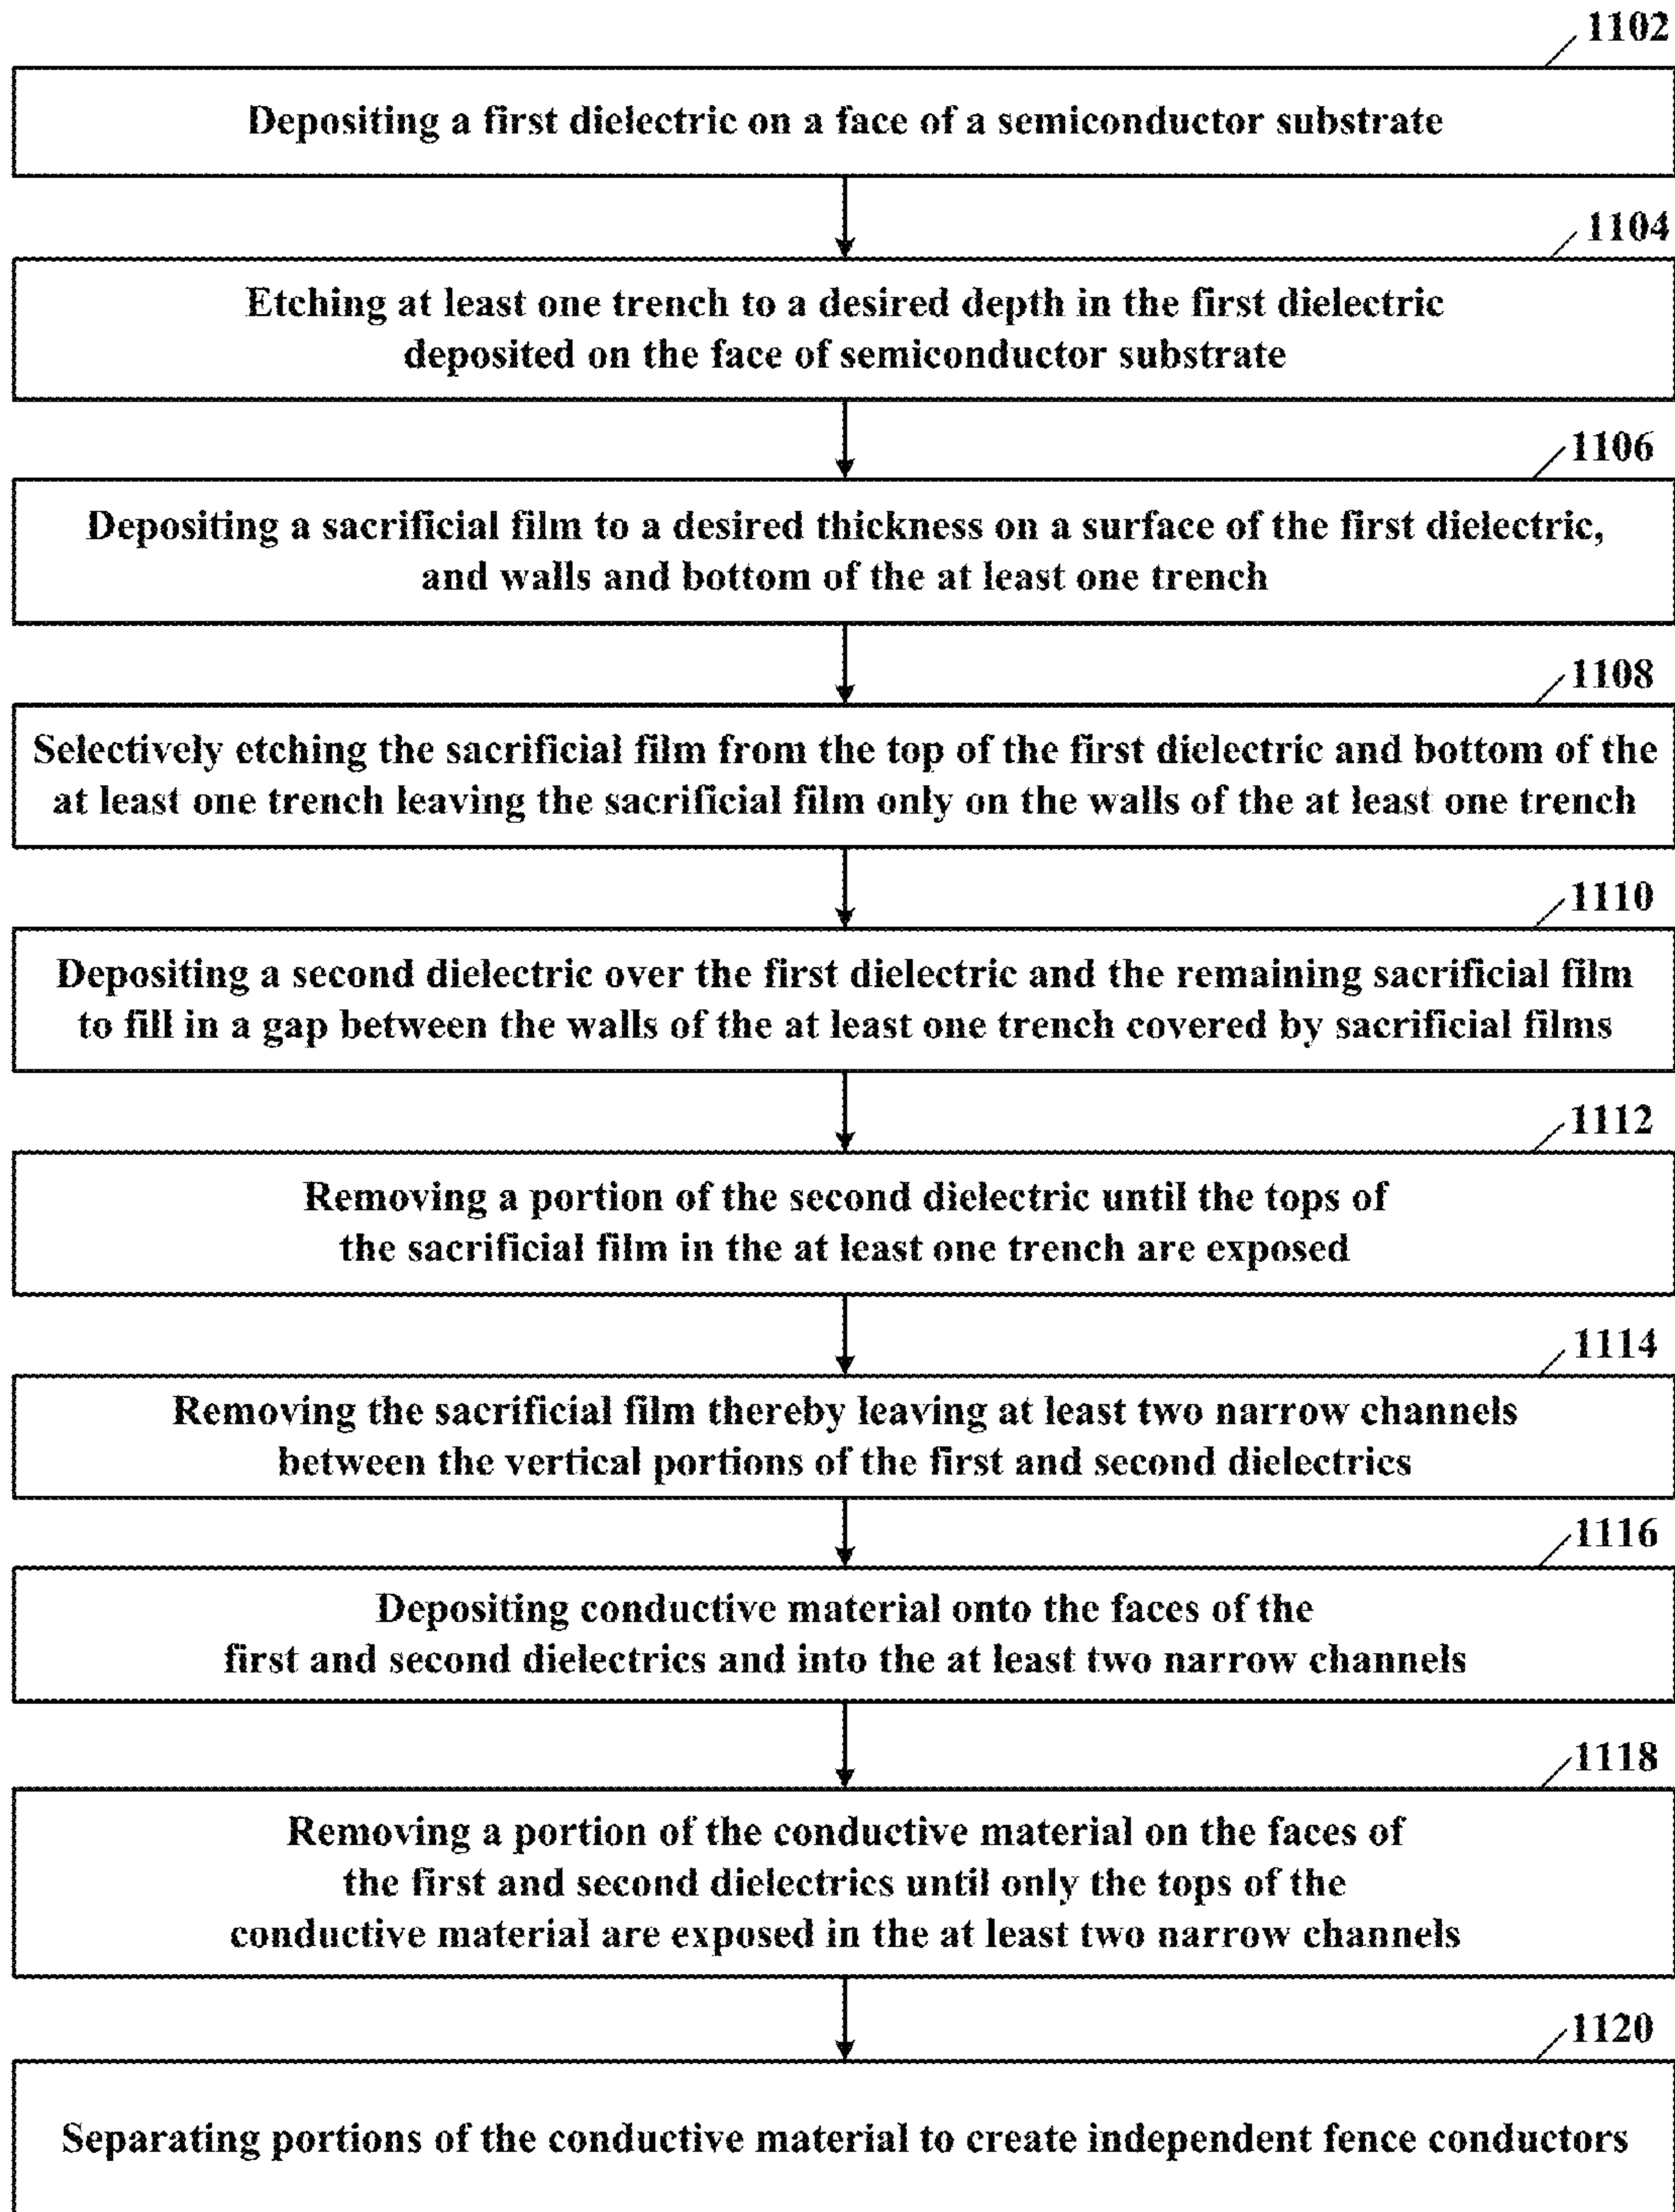 1102
Depositing a first dielectric on a face of a semiconductor substrate
1104
Etching at least one trench to a desired depth in the first dielectric
deposited on the face of semiconductor substrate
1106
Depositing a sacrificial film to a desired thickness on a surface of the first dielectric,
and walls and bottom of the at least one trench
1108
Selectively etching the sacrificial film from the top of the first dielectric and bottom of the
at least one trench leaving the sacrificial film only on the walls of the at least one trench
1110
Depositing a second dielectric over the first dielectric and the remaining sacrificial film
to fill in a gap between the walls of the at least one trench covered by sacrificial films
1112
Removing a portion of the second dielectric until the tops of
the sacrificial film in the at least one trench are exposed
1114
Removing the sacrificial film thereby leaving at least two narrow channels
between the vertical portions of the first and second dielectrics
1116
Depositing conductive material onto the faces of the
first and second dielectrics and into the at least two narrow channels
1118
Removing a portion of the conductive material on the faces of
the first and second dielectrics until only the tops of the
conductive material are exposed in the at least two narrow channels
1120
Separating portions of the conductive material to create independent fence conductors